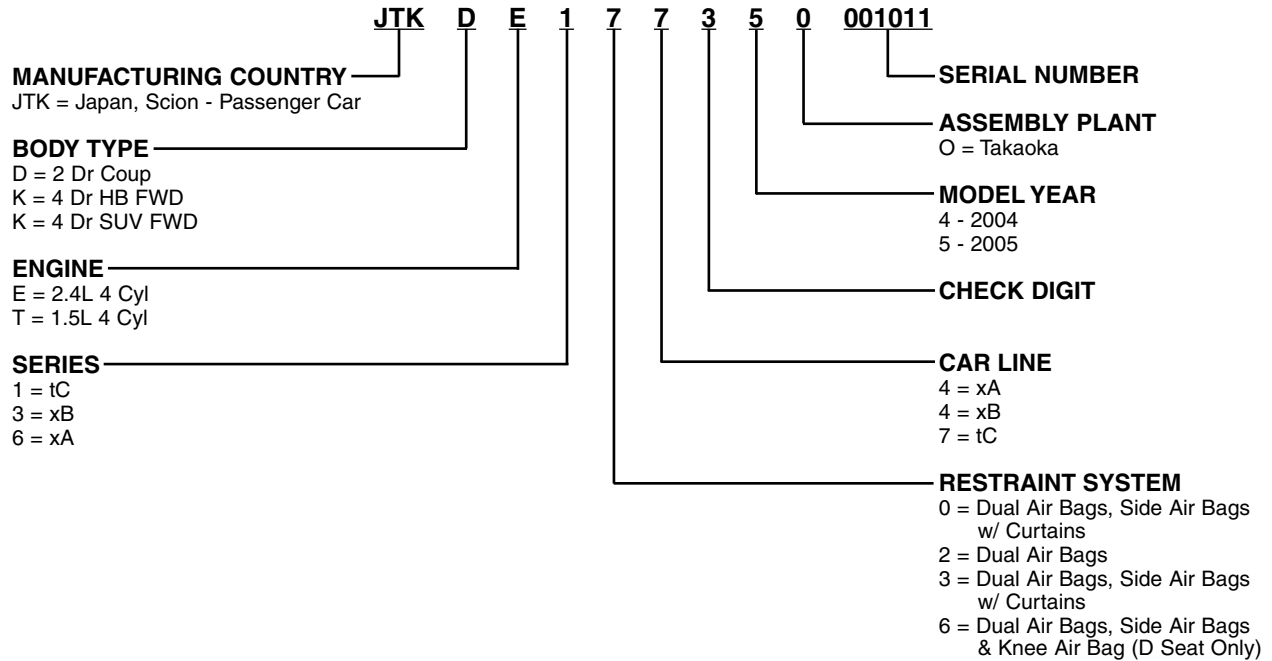 JTK D E 1 7 7 3 5 0 001011
MANUFACTURING COUNTRY
JTK = Japan, Scion - Passenger Car
BODY TYPE
D = 2 Dr Coup
K = 4 Dr HB FWD
K = 4 Dr SUV FWD
ENGINE
E = 2.4L 4 Cyl
T = 1.5L 4 Cyl
SERIES
1 = tC
3 = xB
6 = xA
SERIAL NUMBER
ASSEMBLY PLANT
O = Takaoka
MODEL YEAR
4 - 2004
5 - 2005
CHECK DIGIT
CAR LINE
4 = xA
4 = xB
7 = tC
RESTRAINT SYSTEM
0 = Dual Air Bags, Side Air Bags
w/ Curtains
2 = Dual Air Bags
3 = Dual Air Bags, Side Air Bags
w/ Curtains
6 = Dual Air Bags, Side Air Bags
& Knee Air Bag (D Seat Only)